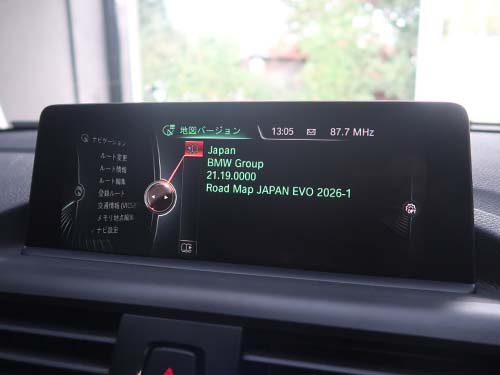 地図バージョン 13:05 87.7 MHz
ナビゲーション
ルート変更
ルート情報
ルート編集
登録ルート
交通情報 (VICS)
メモリ地点編集
ナビ設定
Japan
BMW Group
21.19.0000
Road Map JAPAN EVO 2026-1
OFF